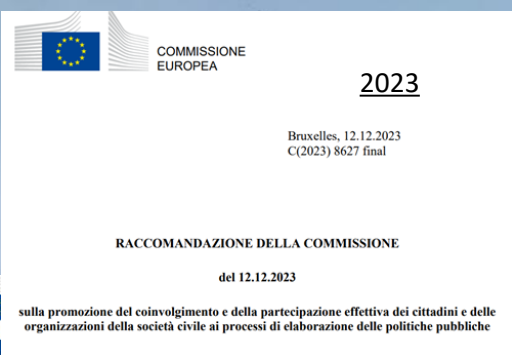 COMMISSIONE
EUROPEA
2023
Bruxelles, 12.12.2023
C(2023) 8627 final
RACCOMANDAZIONE DELLA COMMISSIONE
del 12.12.2023
sulla promozione del coinvolgimento e della partecipazione effettiva dei cittadini e delle
organizzazioni della società civile ai processi di elaborazione delle politiche pubbliche